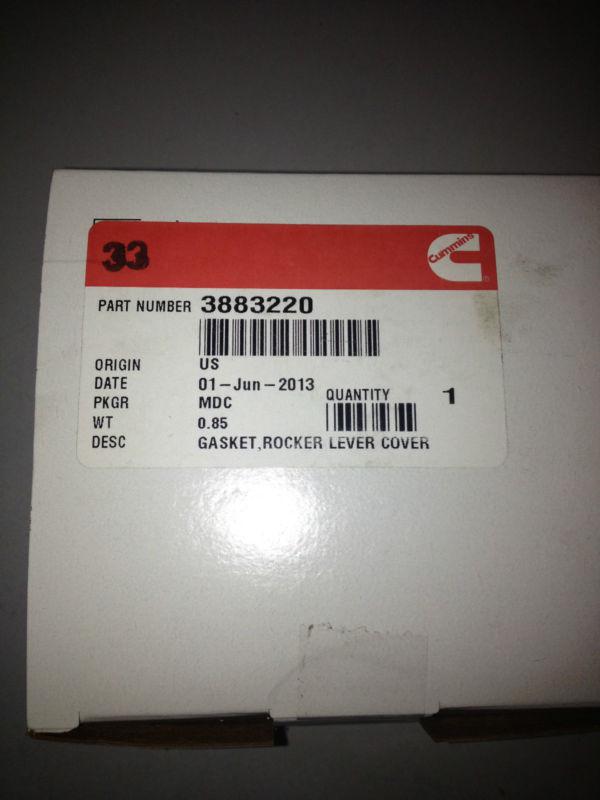 33
Cummins
PART NUMBER 3883220
ORIGIN US
DATE 01-Jun-2013
QUANTITY 1
PKGR MDC
WT 0.85
DESC GASKET,ROCKER LEVER COVER